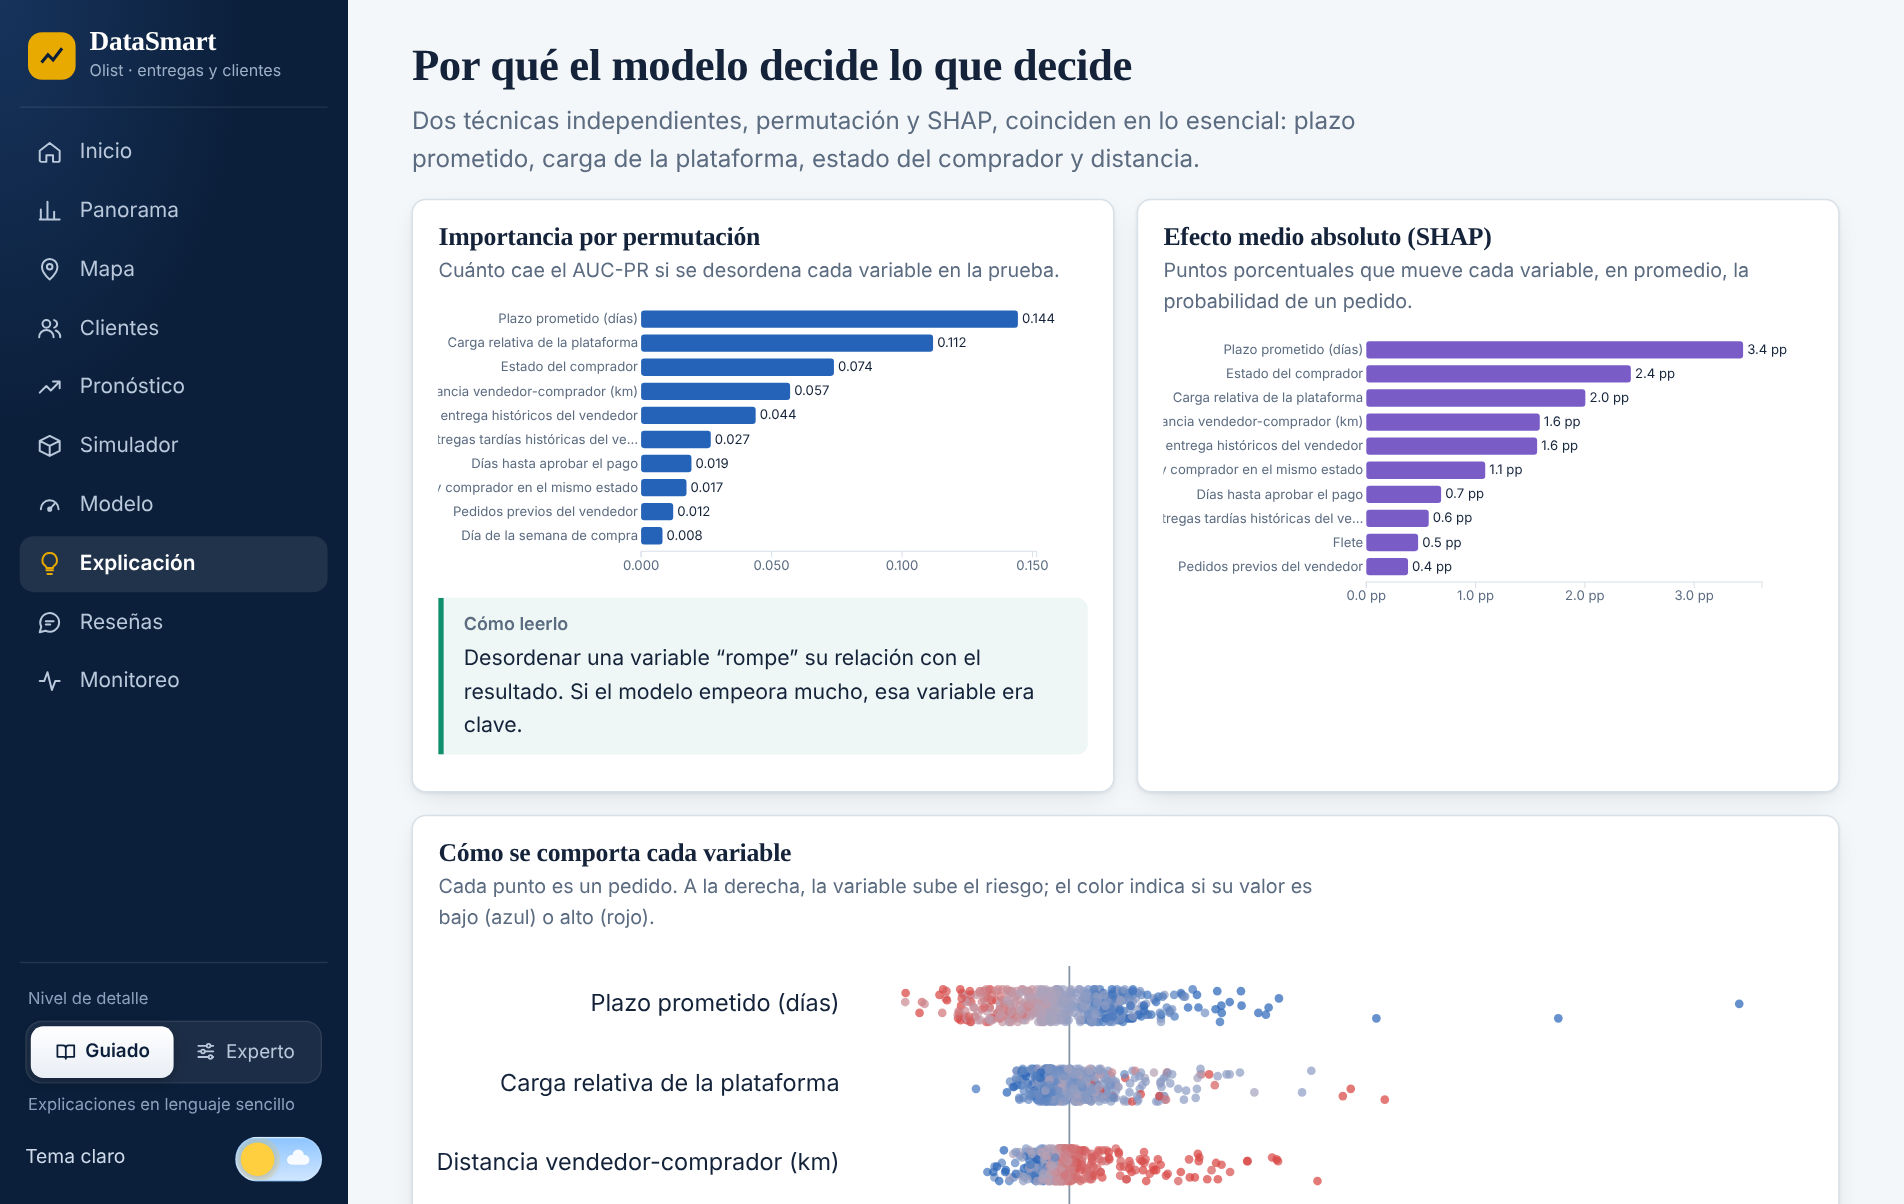 DataSmart
Olist · entregas y clientes
Inicio
Panorama
Mapa
Clientes
Pronóstico
Simulador
Modelo
Explicación
Reseñas
Monitoreo
Nivel de detalle
Guiado
Experto
Explicaciones en lenguaje sencillo
Tema claro
Por qué el modelo decide lo que decide
Dos técnicas independientes, permutación y SHAP, coinciden en lo esencial: plazo
prometido, carga de la plataforma, estado del comprador y distancia.
Importancia por permutación
Cuánto cae el AUC-PR si se desordena cada variable en la prueba.
Plazo prometido (días) 0.144
Carga relativa de la plataforma 0.112
Estado del comprador 0.074
ancia vendedor-comprador (km) 0.057
entrega históricos del vendedor 0.044
tregas tardías históricas del ve... 0.027
Días hasta aprobar el pago 0.019
y comprador en el mismo estado 0.017
Pedidos previos del vendedor 0.012
Día de la semana de compra 0.008
0.000 0.050 0.100 0.150
Cómo leerlo
Desordenar una variable “rompe” su relación con el
resultado. Si el modelo empeora mucho, esa variable era
clave.
Efecto medio absoluto (SHAP)
Puntos porcentuales que mueve cada variable, en promedio, la
probabilidad de un pedido.
Plazo prometido (días) 3.4 pp
Estado del comprador 2.4 pp
Carga relativa de la plataforma 2.0 pp
ancia vendedor-comprador (km) 1.6 pp
entrega históricos del vendedor 1.6 pp
y comprador en el mismo estado 1.1 pp
Días hasta aprobar el pago 0.7 pp
tregas tardías históricas del ve... 0.6 pp
Flete 0.5 pp
Pedidos previos del vendedor 0.4 pp
0.0 pp 1.0 pp 2.0 pp 3.0 pp
Cómo se comporta cada variable
Cada punto es un pedido. A la derecha, la variable sube el riesgo; el color indica si su valor es
bajo (azul) o alto (rojo).
Plazo prometido (días)
Carga relativa de la plataforma
Distancia vendedor-comprador (km)